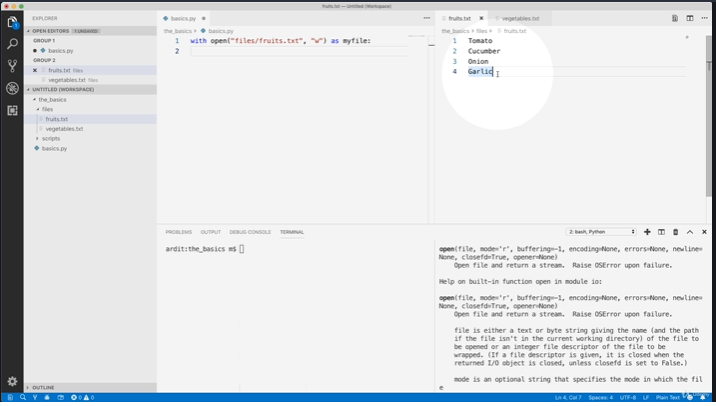 fruits.txt — Untitled (Workspace)
EXPLORER
OPEN EDITORS 1 UNSAVED
GROUP 1
basics.py
GROUP 2
fruits.txt files
vegetables.txt files
UNTITLED (WORKSPACE)
the_basics
files
fruits.txt
vegetables.txt
scripts
basics.py
OUTLINE
basics.py
the_basics › basics.py
1 with open("files/fruits.txt", "w") as myfile:
2
fruits.txt vegetables.txt
the_basics › files › fruits.txt
1 Tomato
2 Cucumber
3 Onion
4 Garlic
PROBLEMS OUTPUT DEBUG CONSOLE TERMINAL
2: bash, Python
ardit:the_basics m$
open(file, mode='r', buffering=-1, encoding=None, errors=None, newline=
None, closefd=True, opener=None)
Open file and return a stream. Raise OSError upon failure.
Help on built-in function open in module io:
open(file, mode='r', buffering=-1, encoding=None, errors=None, newline=
None, closefd=True, opener=None)
Open file and return a stream. Raise OSError upon failure.
file is either a text or byte string giving the name (and the path
if the file isn't in the current working directory) of the file to
be opened or an integer file descriptor of the file to be
wrapped. (If a file descriptor is given, it is closed when the
returned I/O object is closed, unless closefd is set to False.)
mode is an optional string that specifies the mode in which the fil
e
0 0
Ln 4, Col 7 Spaces: 4 UTF-8 LF Plain Text